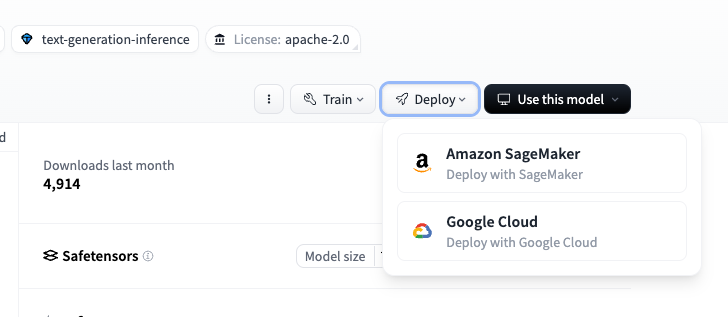 text-generation-inference
License: apache-2.0
Train
Deploy
Use this model
d
Downloads last month
4,914
Amazon SageMaker
Deploy with SageMaker
Google Cloud
Deploy with Google Cloud
Safetensors
Model size